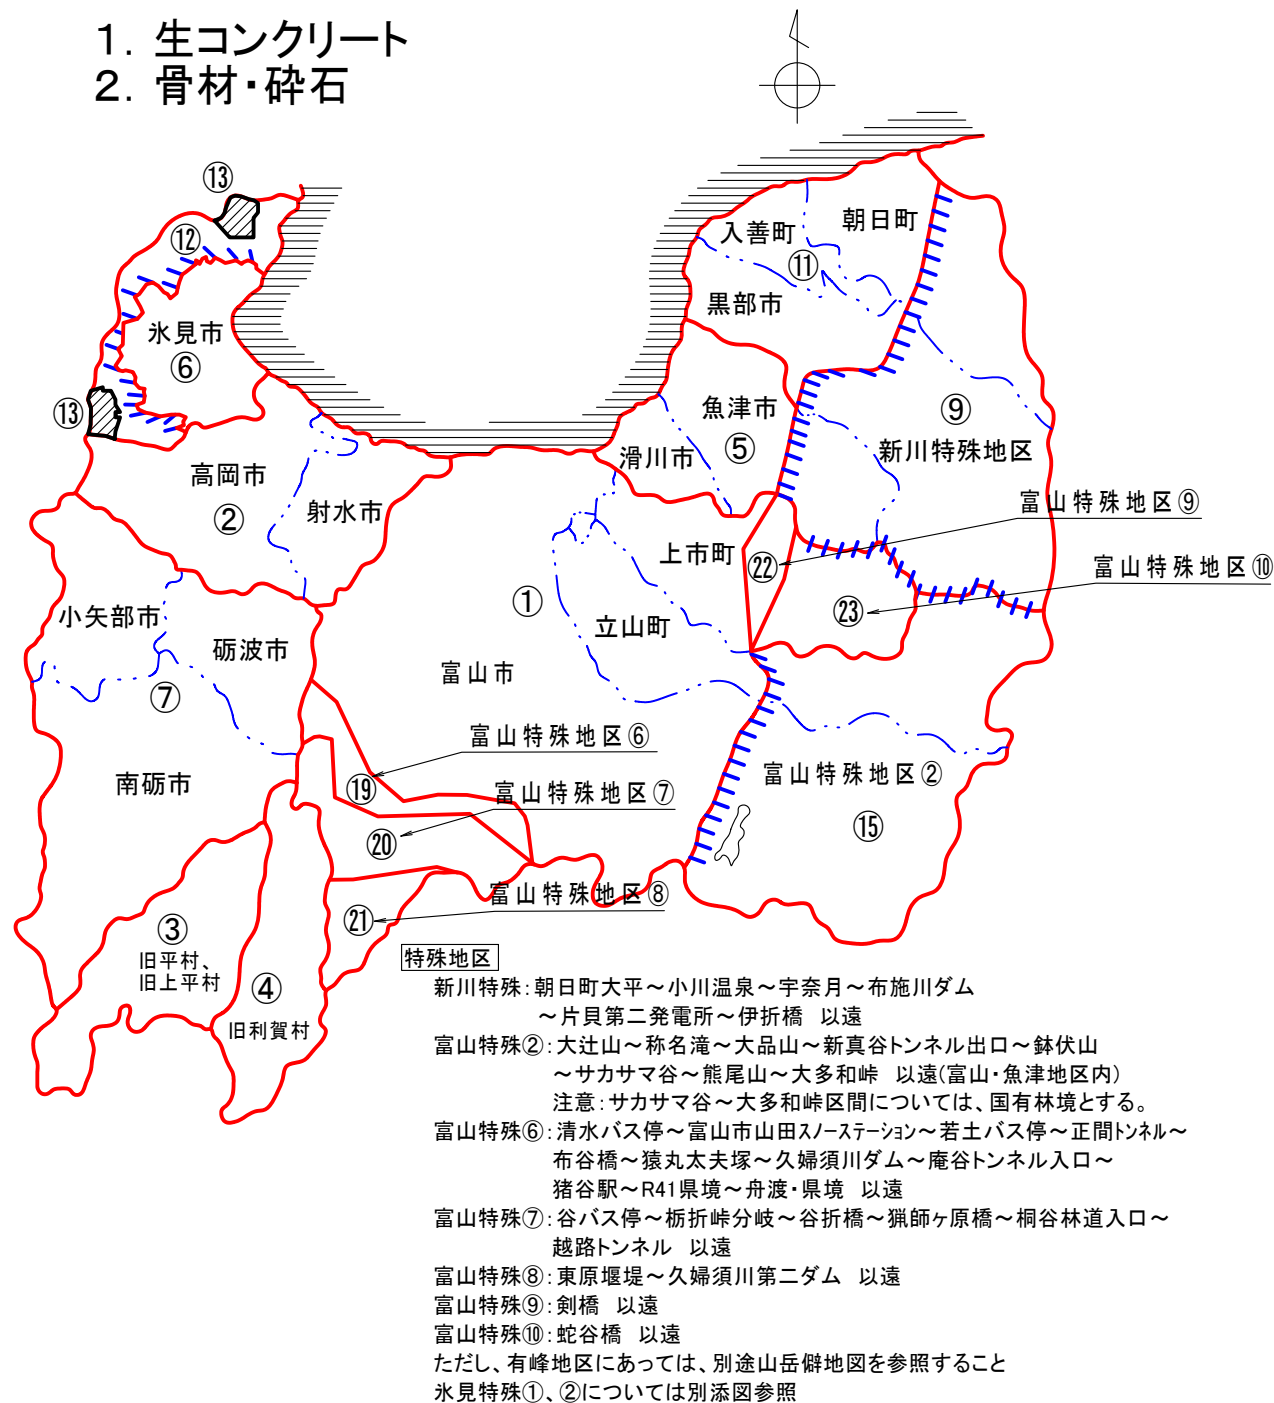 1. 生コンクリート
2. 骨材・砕石
⑬
⑫
氷見市
⑥
⑬
入善町
朝日町
⑪
黒部市
魚津市
⑤
滑川市
⑨
新川特殊地区
高岡市
②
射水市
富山特殊地区⑨
上市町
㉒
富山特殊地区⑩
①
㉓
小矢部市
砺波市
立山町
富山市
⑦
富山特殊地区⑥
南砺市
⑲
富山特殊地区②
富山特殊地区⑦
⑮
⑳
富山特殊地区⑧
㉑
③
旧平村、
旧上平村
④
旧利賀村
特殊地区
新川特殊:朝日町大平～小川温泉～宇奈月～布施川ダム
～片貝第二発電所～伊折橋 以遠
富山特殊②:大辻山～称名滝～大品山～新真谷トンネル出口～鉢伏山
～サカサマ谷～熊尾山～大多和峠 以遠(富山・魚津地区内)
注意:サカサマ谷～大多和峠区間については、国有林境とする。
富山特殊⑥:清水バス停～富山市山田スノーステーション～若土バス停～正間トンネル～
布谷橋～猿丸太夫塚～久婦須川ダム～庵谷トンネル入口～
猪谷駅～R41県境～舟渡・県境 以遠
富山特殊⑦:谷バス停～栃折峠分岐～谷折橋～猟師ヶ原橋～桐谷林道入口～
越路トンネル 以遠
富山特殊⑧:東原堰堤～久婦須川第二ダム 以遠
富山特殊⑨:剣橋 以遠
富山特殊⑩:蛇谷橋 以遠
ただし、有峰地区にあっては、別途山岳僻地図を参照すること
氷見特殊①、②については別添図参照